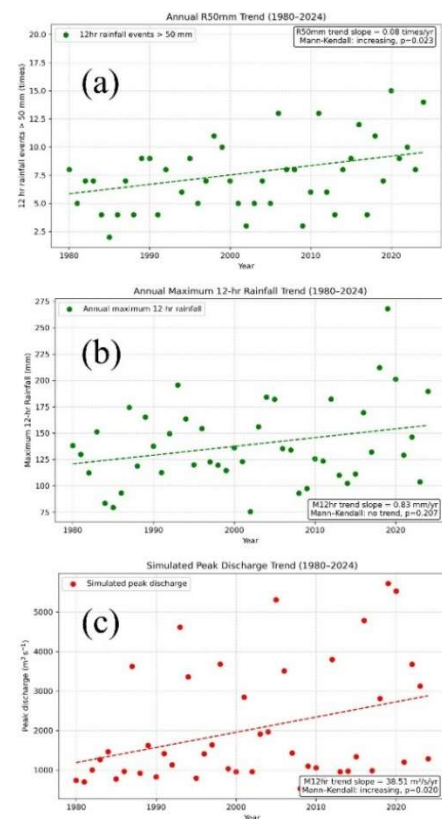 Annual R50mm Trend (1980–2024)
12hr rainfall events > 50 mm
R50mm trend slope = 0.08 times/yr
Mann-Kendall: increasing, p=0.023
(a)
12 hr rainfall events > 50 mm (times)
20.0
17.5
15.0
12.5
10.0
7.5
5.0
2.5
1980
1990
2000
2010
2020
Year
Annual Maximum 12-hr Rainfall Trend (1980–2024)
Annual maximum 12 hr rainfall
(b)
Maximum 12-hr Rainfall (mm)
275
250
225
200
175
150
125
100
75
M12hr trend slope = 0.83 mm/yr
Mann-Kendall: no trend, p=0.207
1980
1990
2000
2010
2020
Year
Simulated Peak Discharge Trend (1980–2024)
Simulated peak discharge
(c)
Peak discharge (m³ s⁻¹)
5000
4000
3000
2000
1000
M12hr trend slope = 38.51 m³/s/yr
Mann-Kendall: increasing, p=0.020
1980
1990
2000
2010
2020
Year